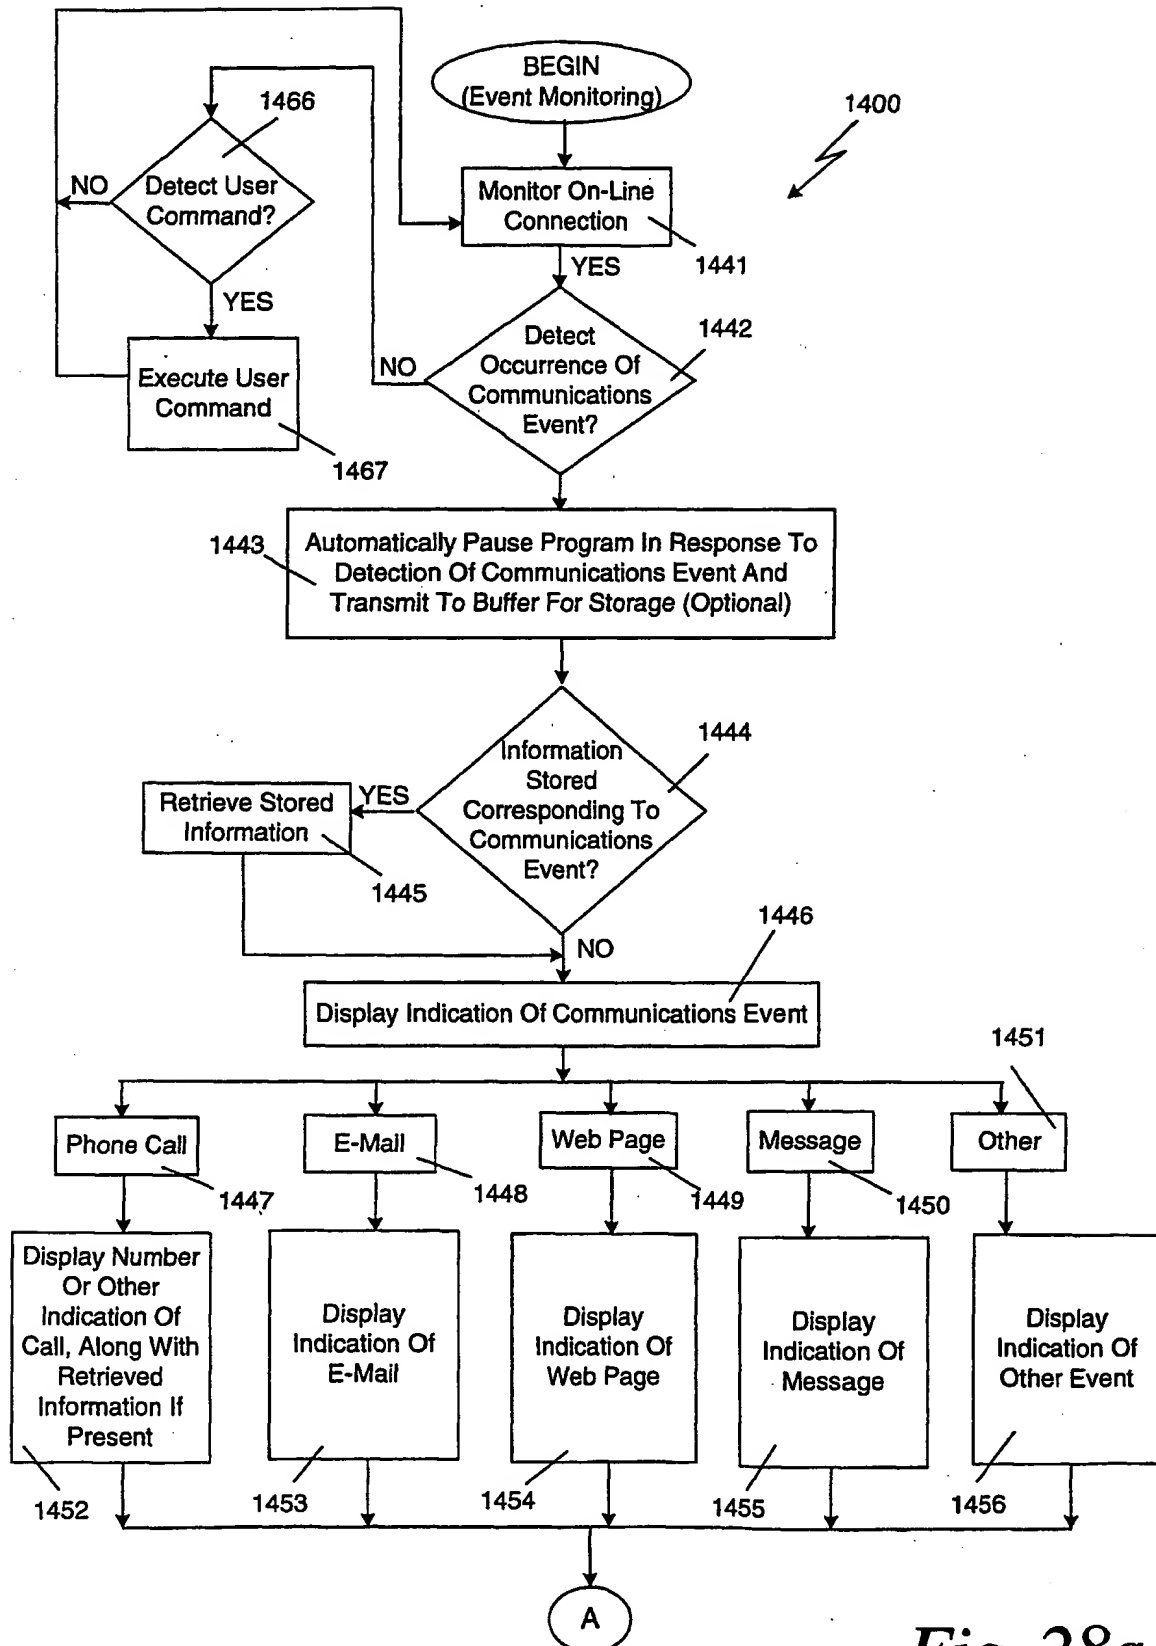 BEGIN
(Event Monitoring)
1466
1400
NO
Detect User
Command?
Monitor On-Line
Connection
1441
YES
YES
Detect
Occurrence Of
Communications
Event?
1442
NO
Execute User
Command
1467
1443
Automatically Pause Program In Response To
Detection Of Communications Event And
Transmit To Buffer For Storage (Optional)
1444
Information
Stored
Corresponding To
Communications
Event?
YES
Retrieve Stored
Information
1445
1446
NO
Display Indication Of Communications Event
1451
Phone Call
E-Mail
Web Page
Message
Other
1447
1448
1449
1450
Display Number
Or Other
Indication Of
Call, Along With
Retrieved
Information If
Present
Display
Indication Of
E-Mail
Display
Indication Of
Web Page
Display
Indication Of
Message
Display
Indication Of
Other Event
1452
1453
1454
1455
1456
A
Fig. 28a